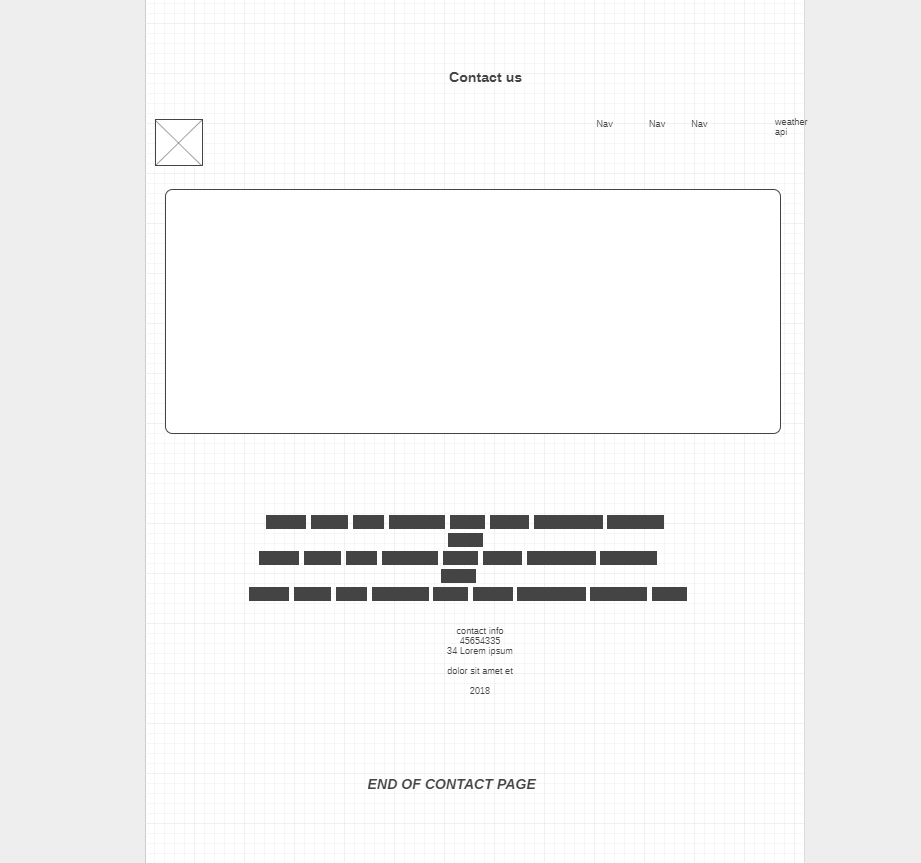 Contact us
Nav Nav Nav weather
api
contact info
45654335
34 Lorem ipsum
dolor sit amet et
2018
END OF CONTACT PAGE